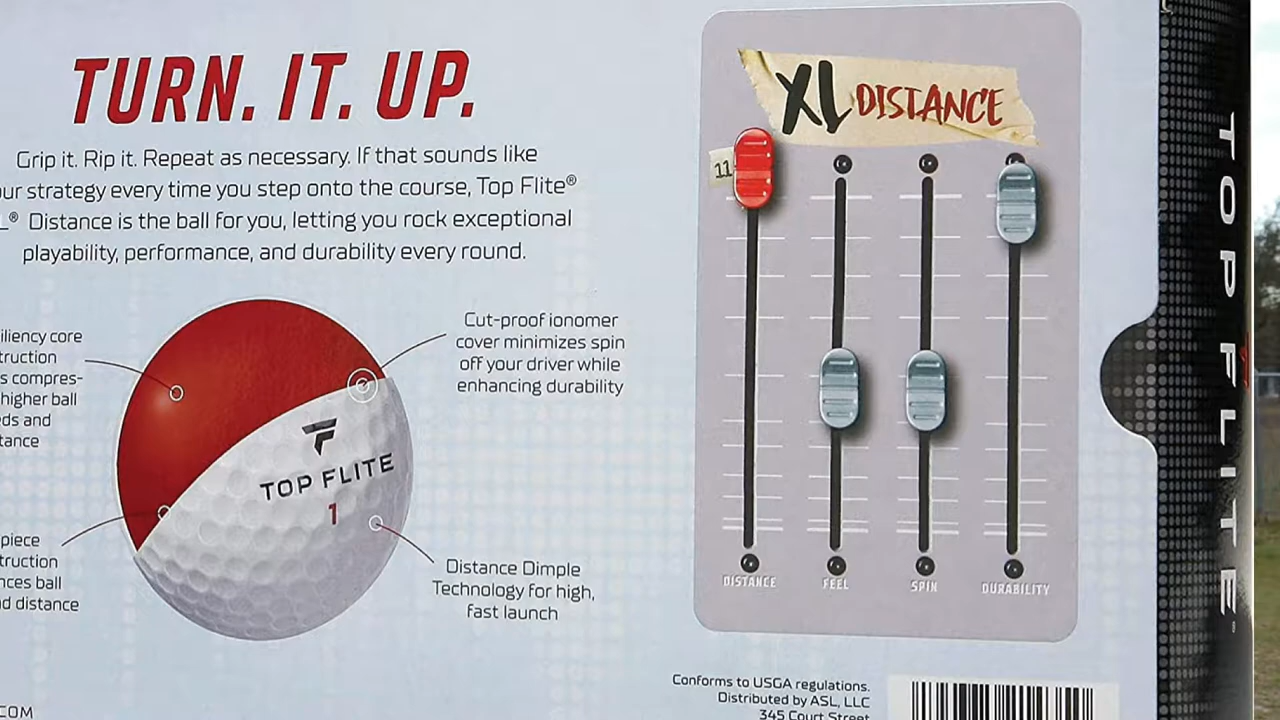 TURN. IT. UP.
Grip it. Rip it. Repeat as necessary. If that sounds like
ur strategy every time you step onto the course, Top Flite®
L® Distance is the ball for you, letting you rock exceptional
playability, performance, and durability every round.
iliency core
truction
s compres-
higher ball
eds and
tance
Cut-proof ionomer
cover minimizes spin
off your driver while
enhancing durability
TOP FLITE
1
piece
truction
nces ball
d distance
Distance Dimple
Technology for high,
fast launch
.COM
XL DISTANCE
11
DISTANCE FEEL SPIN DURABILITY
Conforms to USGA regulations.
Distributed by ASL, LLC
345 Court Street
TOP FLITE®